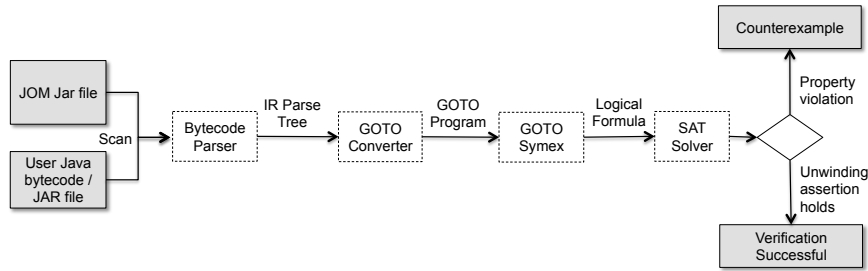 Counterexample
JOM Jar file
Property
violation
Scan
IR Parse
Tree
GOTO
Program
Logical
Formula
Bytecode
Parser
GOTO
Converter
GOTO
Symex
SAT
Solver
User Java
bytecode /
JAR file
Unwinding
assertion
holds
Verification
Successful